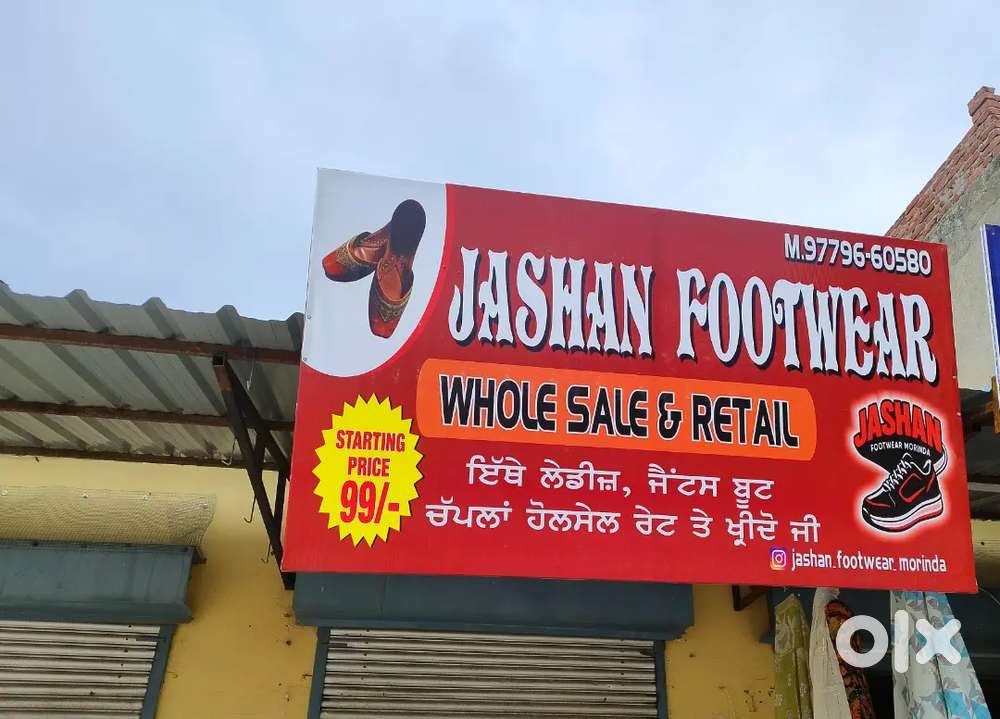 M.97796-60580
JASHAN FOOTWEAR
WHOLE SALE & RETAIL
STARTING
PRICE
99/-
ਇੱਥੇ ਲੇਡੀਜ਼, ਜੈਂਟਸ ਬੂਟ
ਚੱਪਲਾਂ ਹੋਲਸੇਲ ਰੇਟ ਤੇ ਖ੍ਰੀਦੋ ਜੀ
JASHAN
FOOTWEAR MORINDA
jashan_footwear_morinda
olx